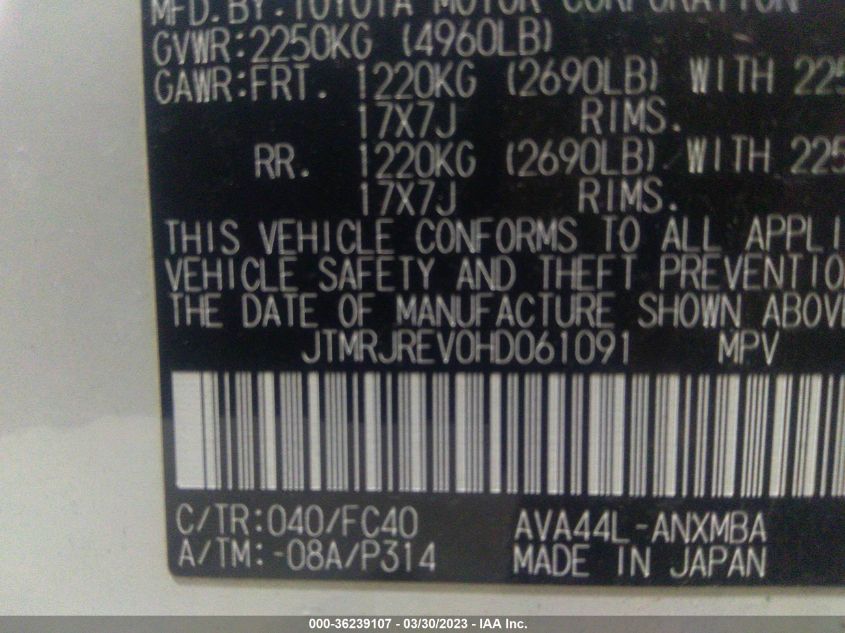 MFD.BY:TOYOTA MOTOR CORPORATION
GVWR:2250KG (4960LB)
GAWR:FRT. 1220KG (2690LB) WITH 225
17X7J RIMS.
RR. 1220KG (2690LB) WITH 225
17X7J RIMS.
THIS VEHICLE CONFORMS TO ALL APPLI
VEHICLE SAFETY AND THEFT PREVENTIO
THE DATE OF MANUFACTURE SHOWN ABOVE
JTMRJREV0HD061091 MPV
C/TR:040/FC40 AVA44L-ANXMBA
A/TM:-08A/P314 MADE IN JAPAN
000-36239107 - 03/30/2023 - IAA Inc.